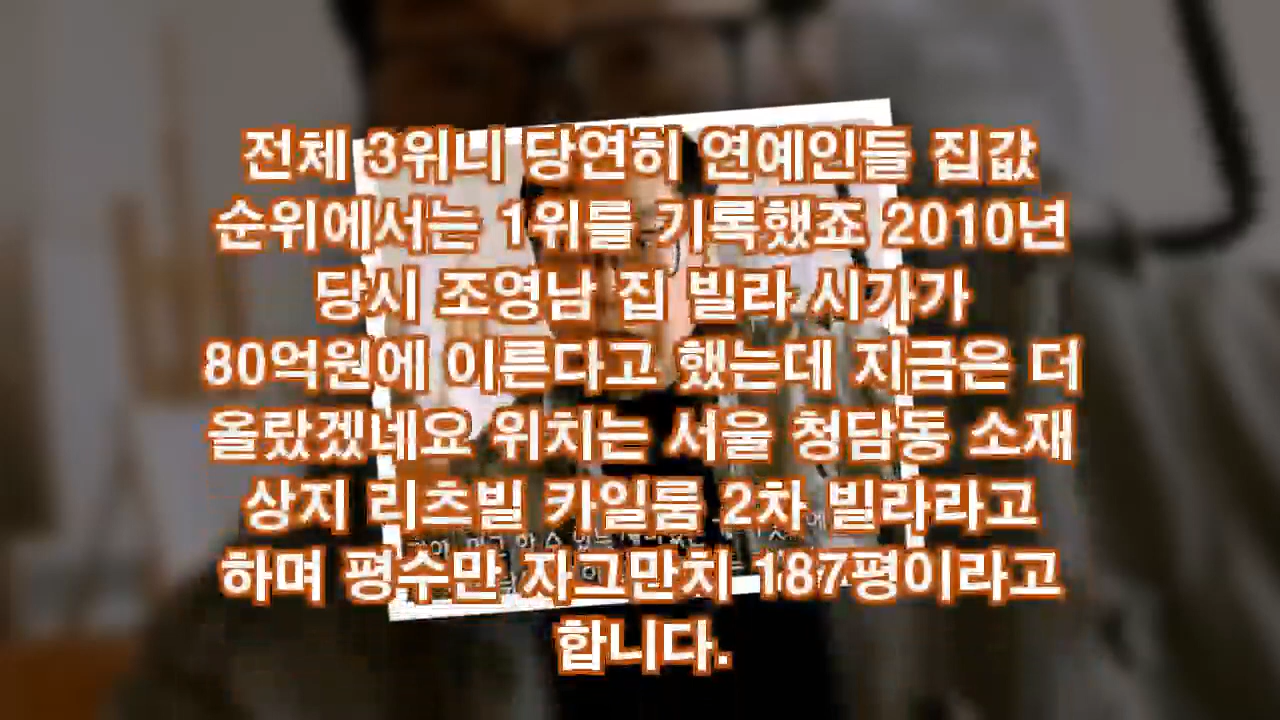 전체 3위니 당연히 연예인들 집값
순위에서는 1위를 기록했죠 2010년
당시 조영남 집 빌라 시가가
80억원에 이른다고 했는데 지금은 더
올랐겠네요 위치는 서울 청담동 소재
상지 리츠빌 카일룸 2차 빌라라고
하며 평수만 자그만치 187평이라고
합니다.